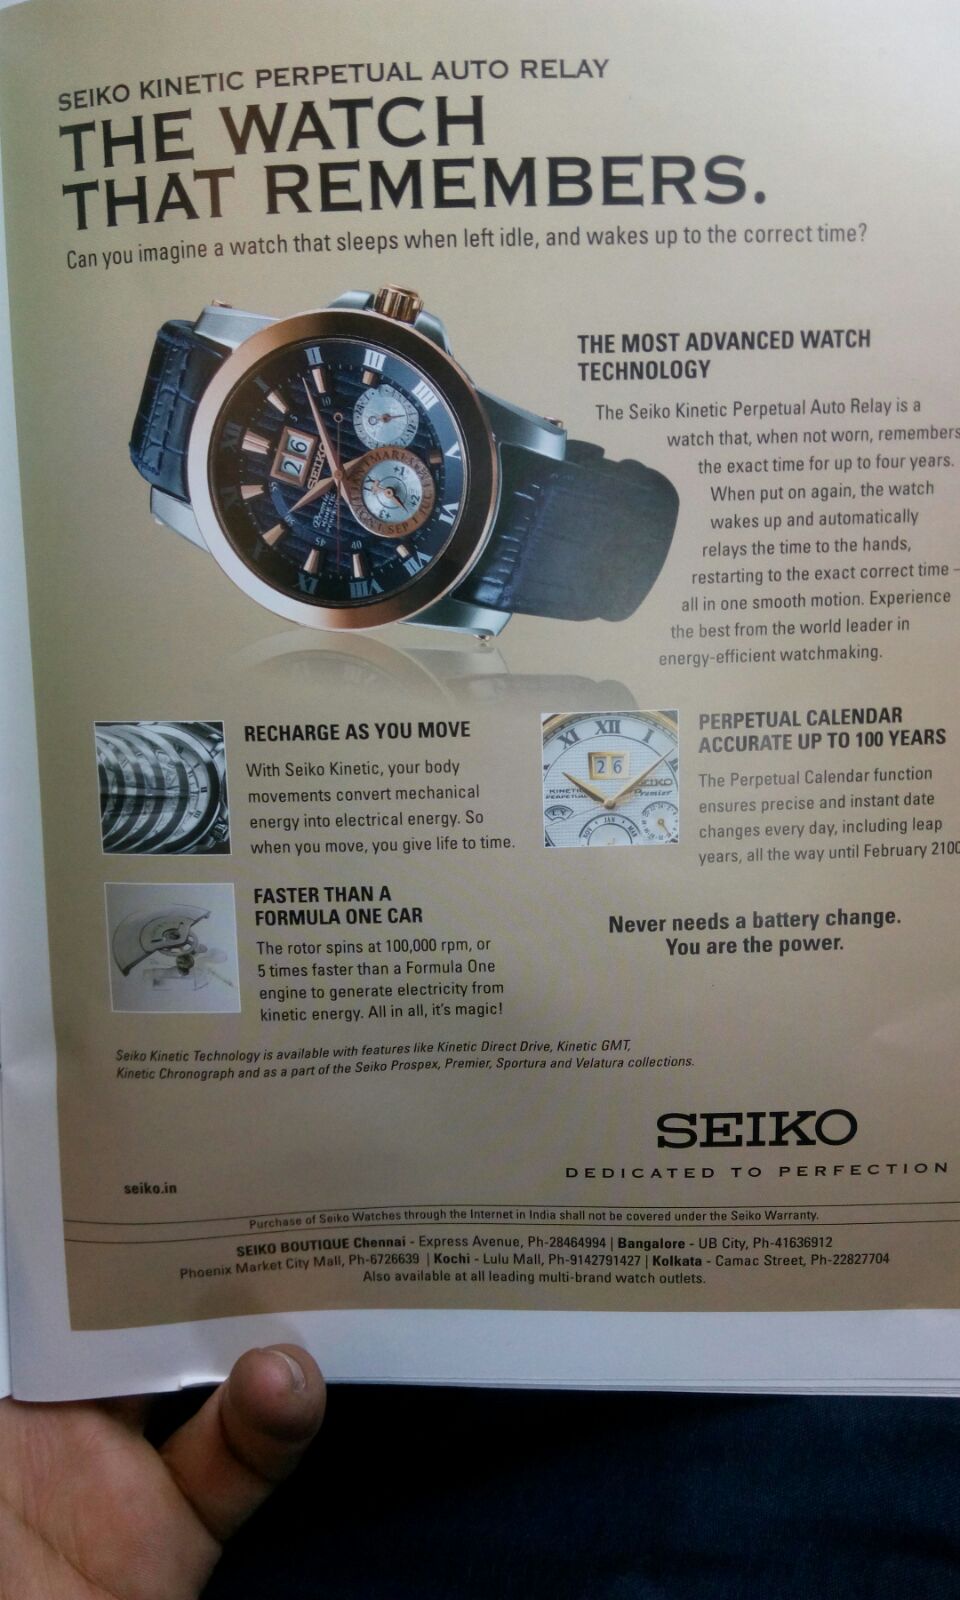 SEIKO KINETIC PERPETUAL AUTO RELAY
THE WATCH
THAT REMEMBERS.
Can you imagine a watch that sleeps when left idle, and wakes up to the correct time?
THE MOST ADVANCED WATCH
TECHNOLOGY
The Seiko Kinetic Perpetual Auto Relay is a
watch that, when not worn, remembers
the exact time for up to four years.
When put on again, the watch
wakes up and automatically
relays the time to the hands,
restarting to the exact correct time –
all in one smooth motion. Experience
the best from the world leader in
energy-efficient watchmaking.
26
SEIKO
RECHARGE AS YOU MOVE
With Seiko Kinetic, your body
movements convert mechanical
energy into electrical energy. So
when you move, you give life to time.
XI XII I
26
KINETIC
PERPETUAL
SEIKO
Premier
PERPETUAL CALENDAR
ACCURATE UP TO 100 YEARS
The Perpetual Calendar function
ensures precise and instant date
changes every day, including leap
years, all the way until February 2100
FASTER THAN A
FORMULA ONE CAR
The rotor spins at 100,000 rpm, or
5 times faster than a Formula One
engine to generate electricity from
kinetic energy. All in all, it's magic!
Never needs a battery change.
You are the power.
Seiko Kinetic Technology is available with features like Kinetic Direct Drive, Kinetic GMT,
Kinetic Chronograph and as a part of the Seiko Prospex, Premier, Sportura and Velatura collections.
SEIKO
DEDICATED TO PERFECTION
seiko.in
Purchase of Seiko Watches through the Internet in India shall not be covered under the Seiko Warranty.
SEIKO BOUTIQUE Chennai - Express Avenue, Ph-28464994 | Bangalore - UB City, Ph-41636912
Phoenix Market City Mall, Ph-6726639 | Kochi - Lulu Mall, Ph-9142791427 | Kolkata - Camac Street, Ph-22827704
Also available at all leading multi-brand watch outlets.